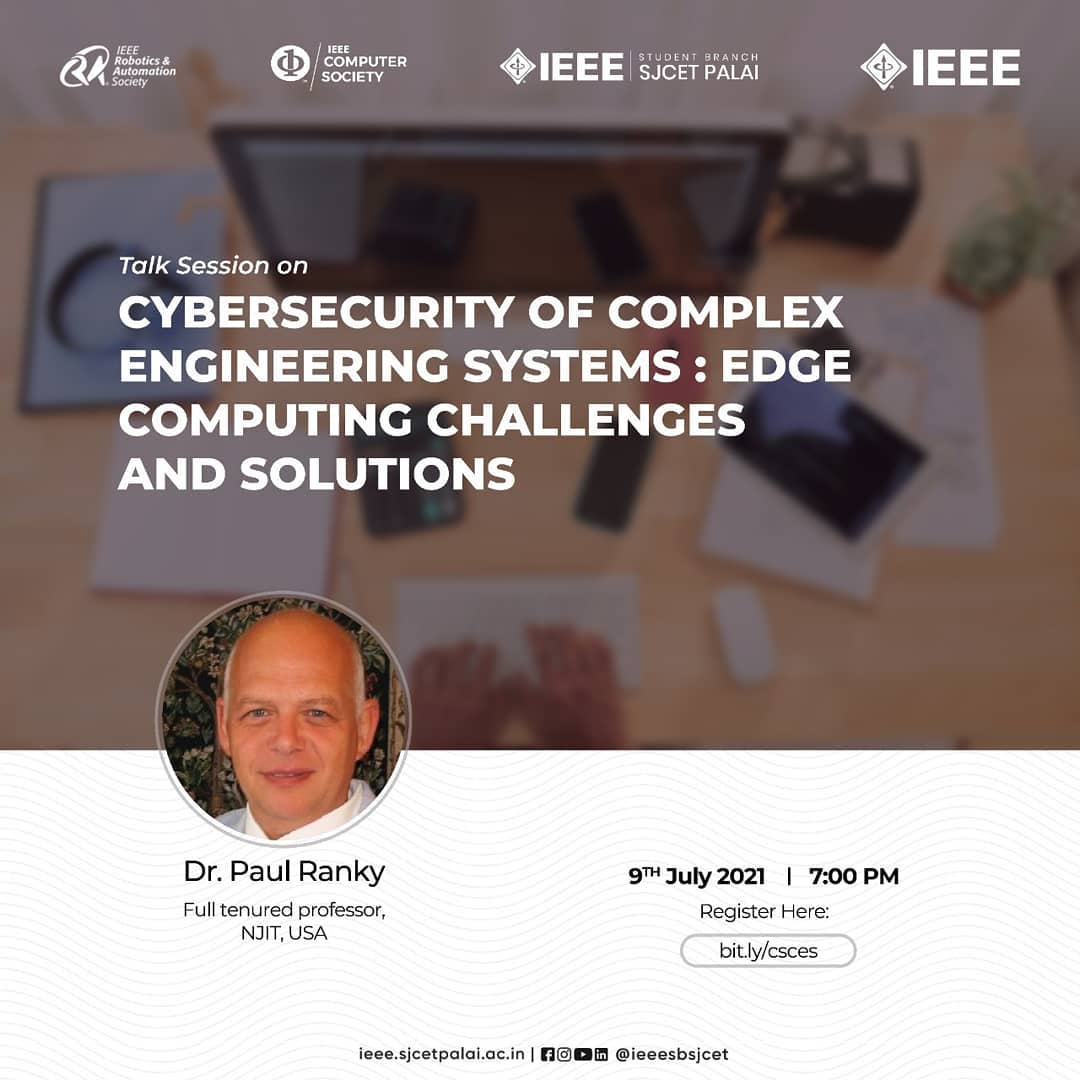 IEEE
Robotics &
Automation
Society
IEEE
COMPUTER
SOCIETY
IEEE
STUDENT BRANCH
SJCET PALAI
IEEE
Talk Session on
CYBERSECURITY OF COMPLEX
ENGINEERING SYSTEMS : EDGE
COMPUTING CHALLENGES
AND SOLUTIONS
Dr. Paul Ranky
Full tenured professor,
NJIT, USA
9TH July 2021 | 7:00 PM
Register Here:
bit.ly/csces
ieee.sjcetpalai.ac.in | @ieeesbsjcet